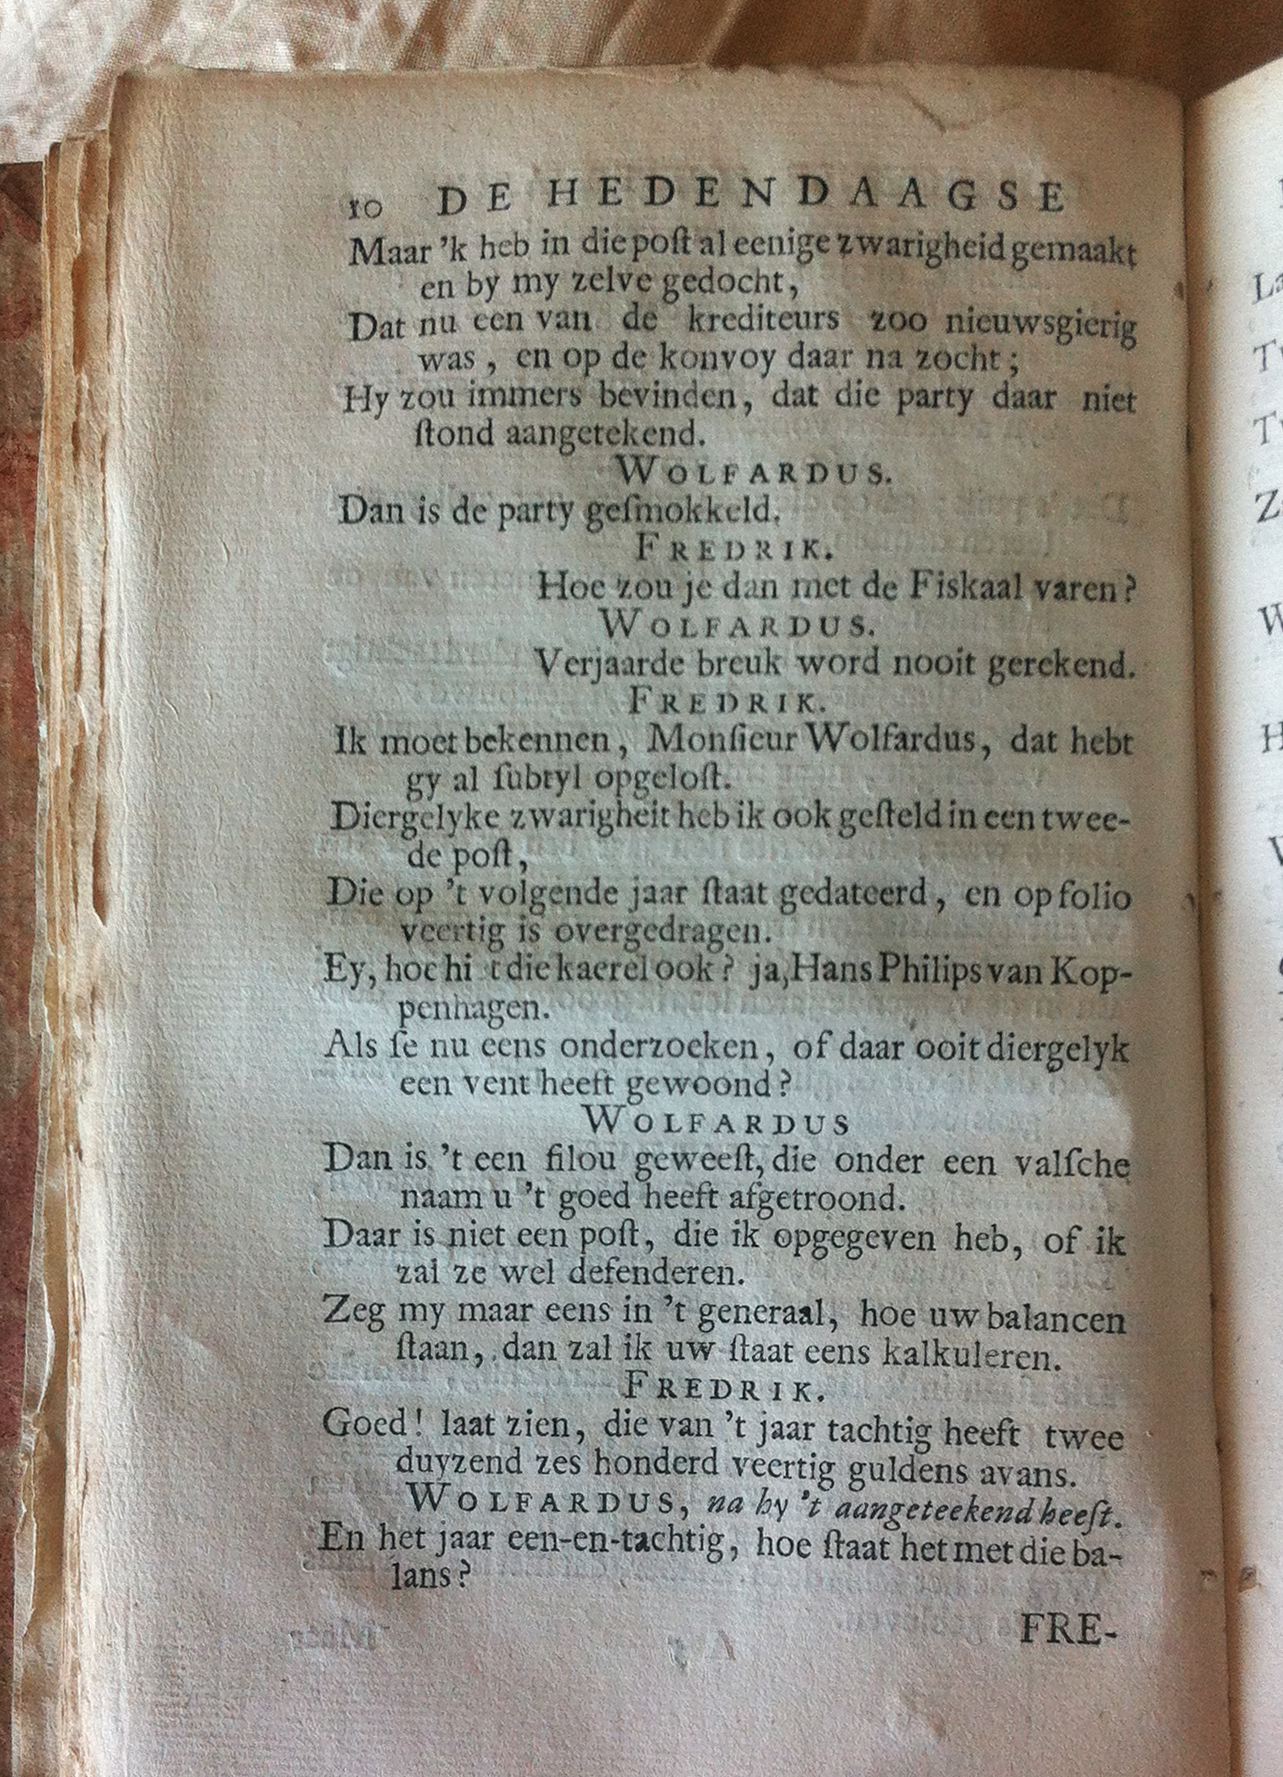 10 DE HEDENDAAGSE
Maar 'k heb in die poſt al eenige zwarigheid gemaakt
en by my zelve gedocht,
Dat nu een van de krediteurs zoo nieuwsgierig
was, en op de konvoy daar na zocht;
Hy zou immers bevinden, dat die party daar niet
ſtond aangetekend.
WOLFARDUS.
Dan is de party geſmokkeld.
FREDRIK.
Hoe zou je dan met de Fiskaal varen?
WOLFARDUS.
Verjaarde breuk word nooit gerekend.
FREDRIK.
Ik moet bekennen, Monſieur Wolfardus, dat hebt
gy al ſubtyl opgeloſt.
Diergelyke zwarigheit heb ik ook geſteld in een twee-
de poſt,
Die op 't volgende jaar ſtaat gedateerd, en op folio
veertig is overgedragen.
Ey, hoe hi t die kaerel ook? ja, Hans Philips van Kop-
penhagen.
Als ſe nu eens onderzoeken, of daar ooit diergelyk
een vent heeft gewoond?
WOLFARDUS
Dan is 't een filou geweeſt, die onder een valſche
naam u 't goed heeft afgetroond.
Daar is niet een poſt, die ik opgegeven heb, of ik
zal ze wel defenderen.
Zeg my maar eens in 't generaal, hoe uw balancen
ſtaan, dan zal ik uw ſtaat eens kalkuleren.
FREDRIK.
Goed! laat zien, die van 't jaar tachtig heeft twee
duyzend zes honderd veertig guldens avans.
WOLFARDUS, na hy 't aangeteekend heeft.
En het jaar een-en-tachtig, hoe ſtaat het met die ba-
lans?
FRE-